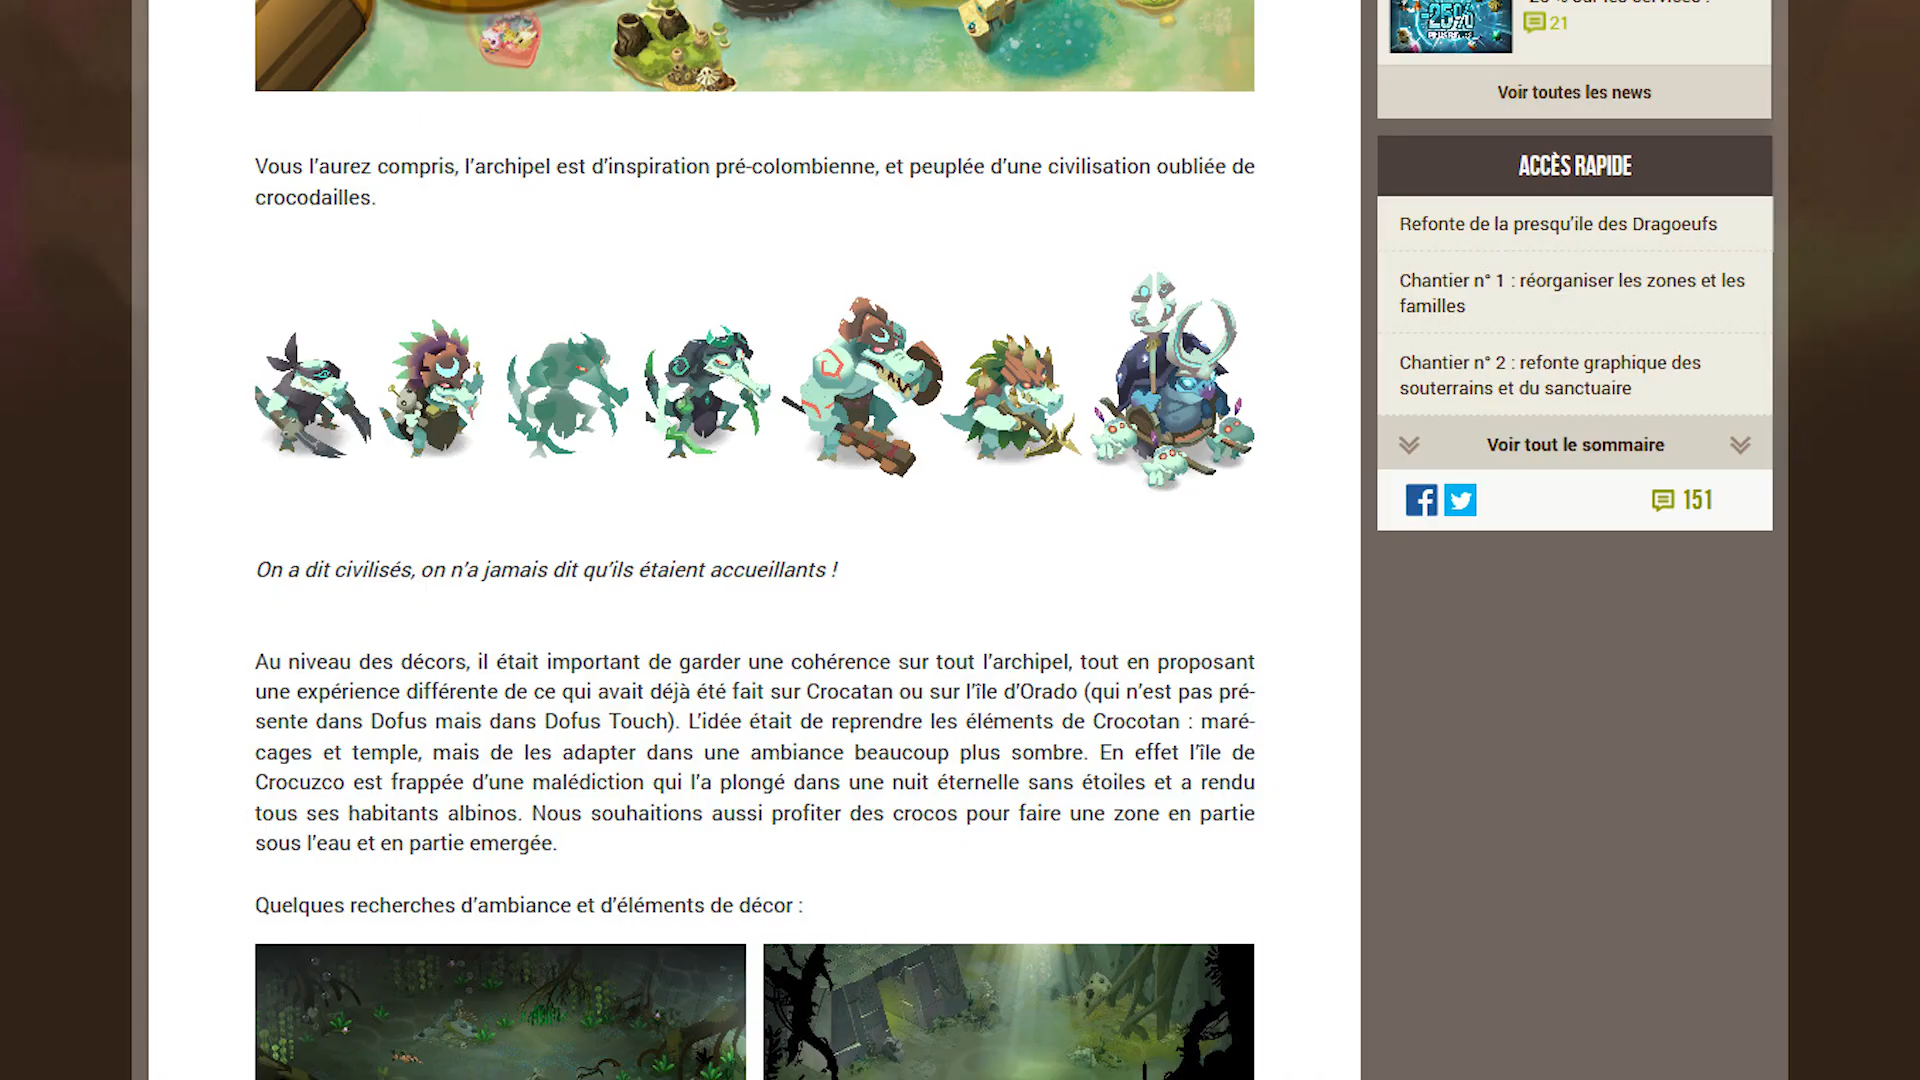 21
-25%
Voir toutes les news
Vous l'aurez compris, l'archipel est d'inspiration pré-colombienne, et peuplée d'une civilisation oubliée de
crocodailles.
ACCÈS RAPIDE
Refonte de la presqu'ile des Dragoeufs
Chantier n° 1 : réorganiser les zones et les
familles
Chantier n° 2 : refonte graphique des
souterrains et du sanctuaire
Voir tout le sommaire
151
On a dit civilisés, on n'a jamais dit qu'ils étaient accueillants !
Au niveau des décors, il était important de garder une cohérence sur tout l'archipel, tout en proposant
une expérience différente de ce qui avait déjà été fait sur Crocatan ou sur l'île d'Orado (qui n'est pas pré-
sente dans Dofus mais dans Dofus Touch). L'idée était de reprendre les éléments de Crocotan : maré-
cages et temple, mais de les adapter dans une ambiance beaucoup plus sombre. En effet l'île de
Crocuzco est frappée d'une malédiction qui l'a plongé dans une nuit éternelle sans étoiles et a rendu
tous ses habitants albinos. Nous souhaitions aussi profiter des crocos pour faire une zone en partie
sous l'eau et en partie emergée.
Quelques recherches d'ambiance et d'éléments de décor :